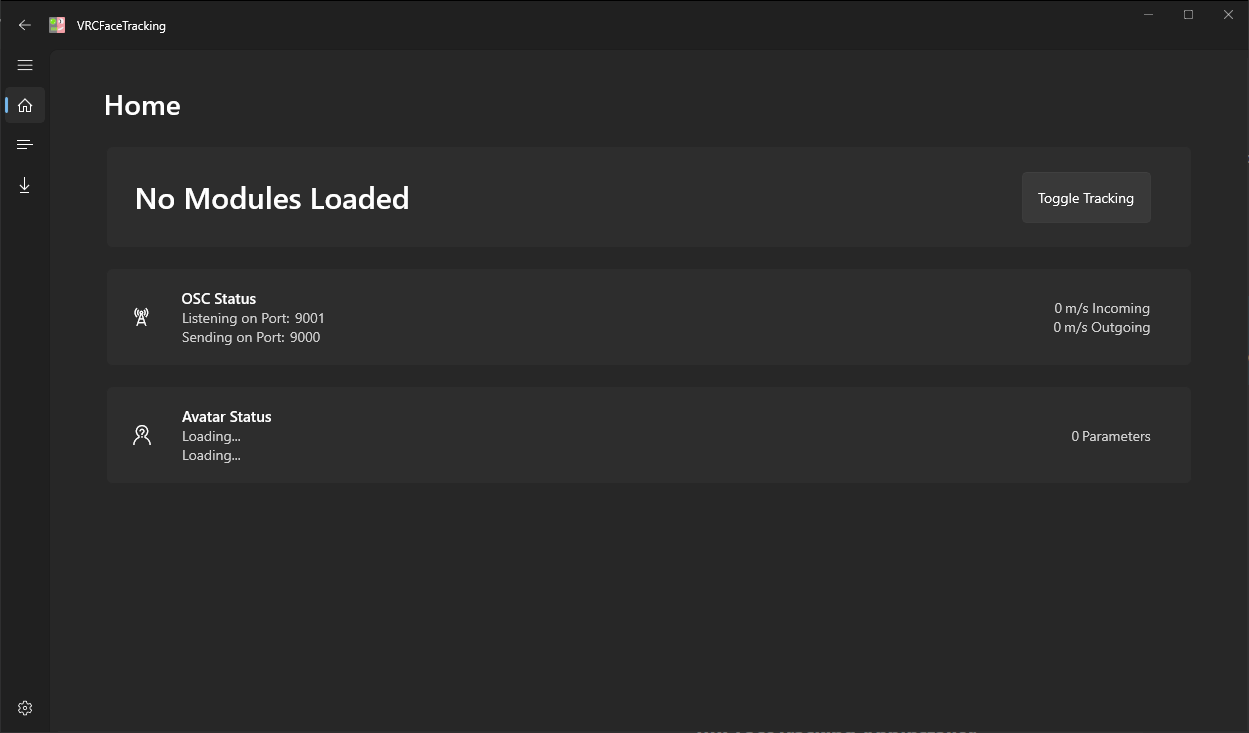 VRCFaceTracking
Home
No Modules Loaded
Toggle Tracking
OSC Status
Listening on Port: 9001
Sending on Port: 9000
0 m/s Incoming
0 m/s Outgoing
Avatar Status
Loading...
Loading...
0 Parameters